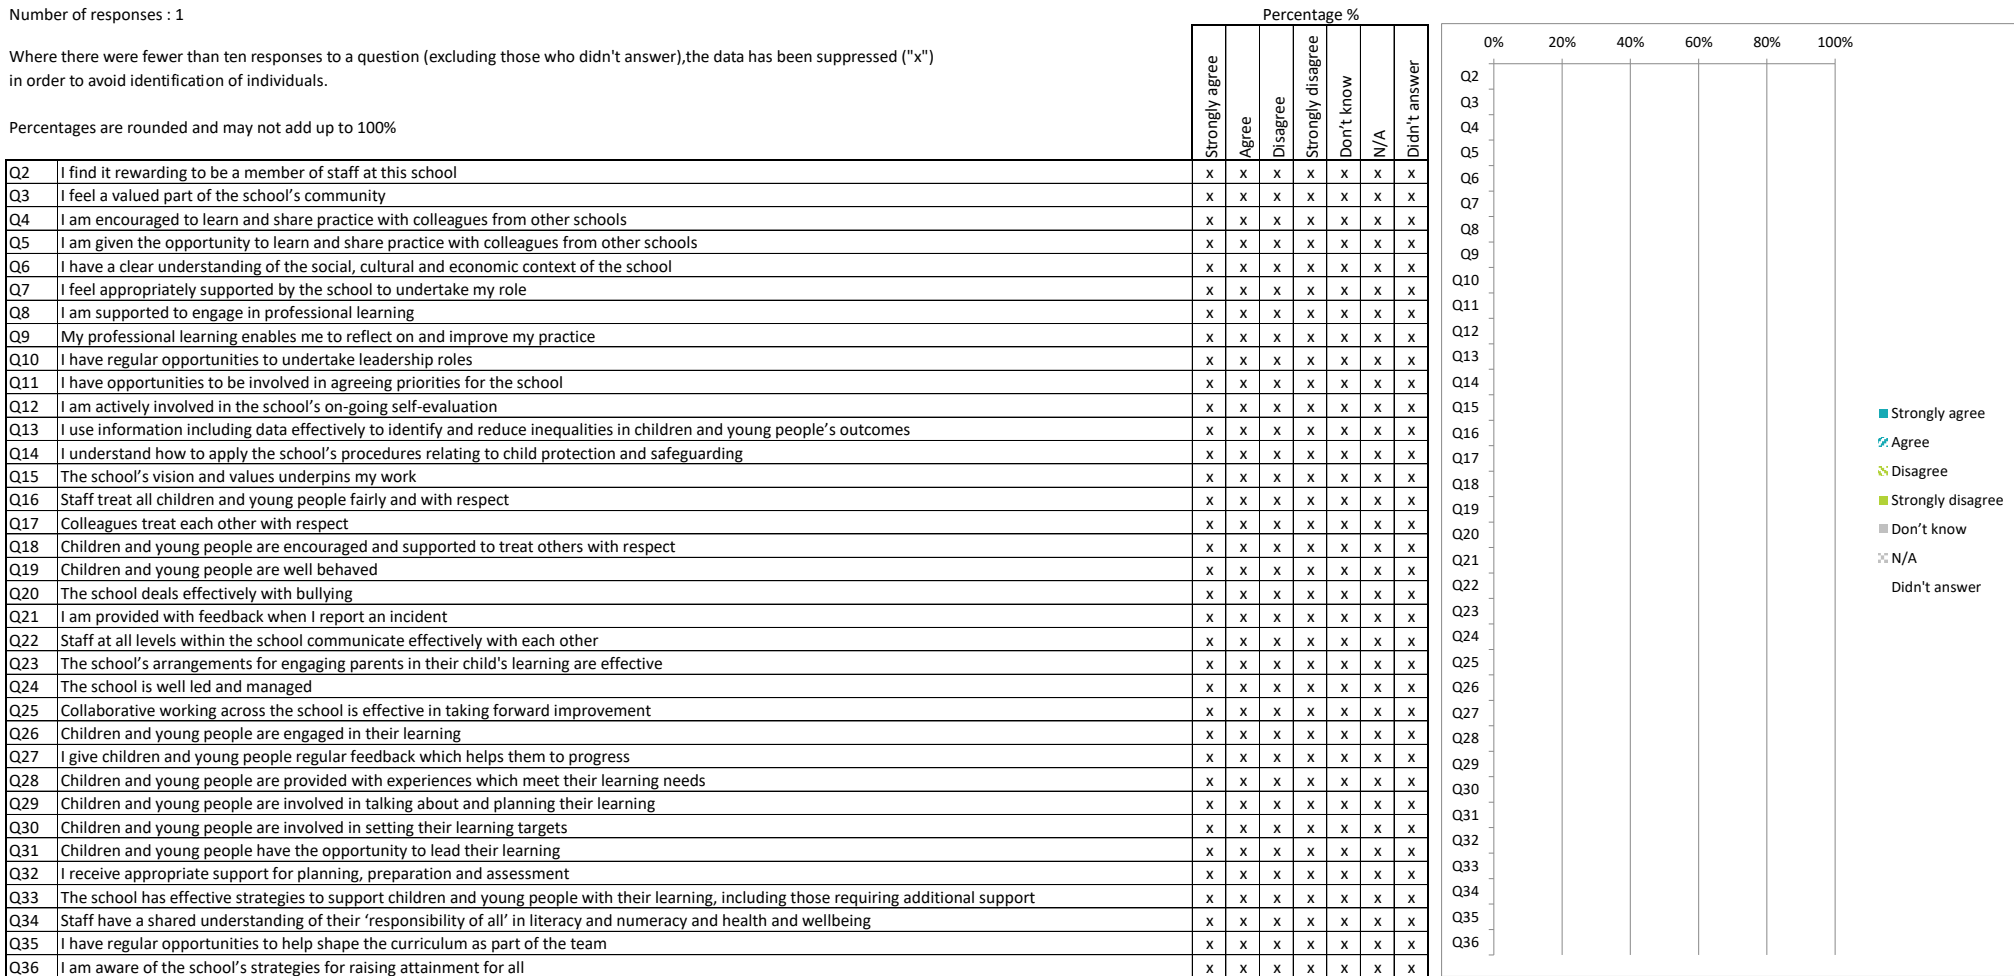 Number of responses : 1
Percentage %
Where there were fewer than ten responses to a question (excluding those who didn't answer),the data has been suppressed ("x")
in order to avoid identification of individuals.
Percentages are rounded and may not add up to 100%
Strongly agree
Agree
Disagree
Strongly disagree
Don't know
N/A
Didn't answer
Q2 I find it rewarding to be a member of staff at this school x x x x x x x
Q3 I feel a valued part of the school’s community x x x x x x x
Q4 I am encouraged to learn and share practice with colleagues from other schools x x x x x x x
Q5 I am given the opportunity to learn and share practice with colleagues from other schools x x x x x x x
Q6 I have a clear understanding of the social, cultural and economic context of the school x x x x x x x
Q7 I feel appropriately supported by the school to undertake my role x x x x x x x
Q8 I am supported to engage in professional learning x x x x x x x
Q9 My professional learning enables me to reflect on and improve my practice x x x x x x x
Q10 I have regular opportunities to undertake leadership roles x x x x x x x
Q11 I have opportunities to be involved in agreeing priorities for the school x x x x x x x
Q12 I am actively involved in the school’s on-going self-evaluation x x x x x x x
Q13 I use information including data effectively to identify and reduce inequalities in children and young people’s outcomes x x x x x x x
Q14 I understand how to apply the school’s procedures relating to child protection and safeguarding x x x x x x x
Q15 The school’s vision and values underpins my work x x x x x x x
Q16 Staff treat all children and young people fairly and with respect x x x x x x x
Q17 Colleagues treat each other with respect x x x x x x x
Q18 Children and young people are encouraged and supported to treat others with respect x x x x x x x
Q19 Children and young people are well behaved x x x x x x x
Q20 The school deals effectively with bullying x x x x x x x
Q21 I am provided with feedback when I report an incident x x x x x x x
Q22 Staff at all levels within the school communicate effectively with each other x x x x x x x
Q23 The school’s arrangements for engaging parents in their child's learning are effective x x x x x x x
Q24 The school is well led and managed x x x x x x x
Q25 Collaborative working across the school is effective in taking forward improvement x x x x x x x
Q26 Children and young people are engaged in their learning x x x x x x x
Q27 I give children and young people regular feedback which helps them to progress x x x x x x x
Q28 Children and young people are provided with experiences which meet their learning needs x x x x x x x
Q29 Children and young people are involved in talking about and planning their learning x x x x x x x
Q30 Children and young people are involved in setting their learning targets x x x x x x x
Q31 Children and young people have the opportunity to lead their learning x x x x x x x
Q32 I receive appropriate support for planning, preparation and assessment x x x x x x x
Q33 The school has effective strategies to support children and young people with their learning, including those requiring additional support x x x x x x x
Q34 Staff have a shared understanding of their ‘responsibility of all’ in literacy and numeracy and health and wellbeing x x x x x x x
Q35 I have regular opportunities to help shape the curriculum as part of the team x x x x x x x
Q36 I am aware of the school’s strategies for raising attainment for all x x x x x x x
0% 20% 40% 60% 80% 100%
Q2
Q3
Q4
Q5
Q6
Q7
Q8
Q9
Q10
Q11
Q12
Q13
Q14
Q15
Q16
Q17
Q18
Q19
Q20
Q21
Q22
Q23
Q24
Q25
Q26
Q27
Q28
Q29
Q30
Q31
Q32
Q33
Q34
Q35
Q36
Strongly agree
Agree
Disagree
Strongly disagree
Don’t know
N/A
Didn't answer